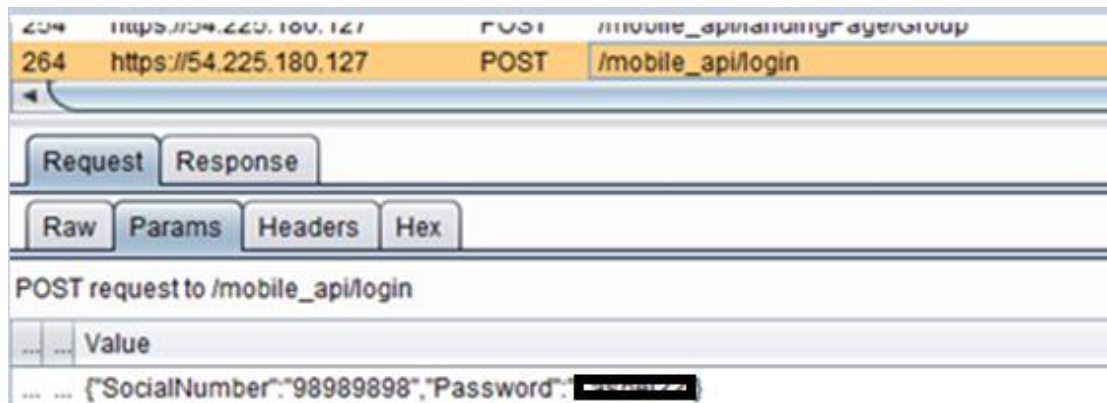 264 https://54.225.180.127 POST /mobile_api/login
Request Response
Raw Params Headers Hex
POST request to /mobile_api/login
... ... Value
... ... {"SocialNumber":"98989898","Password":" }